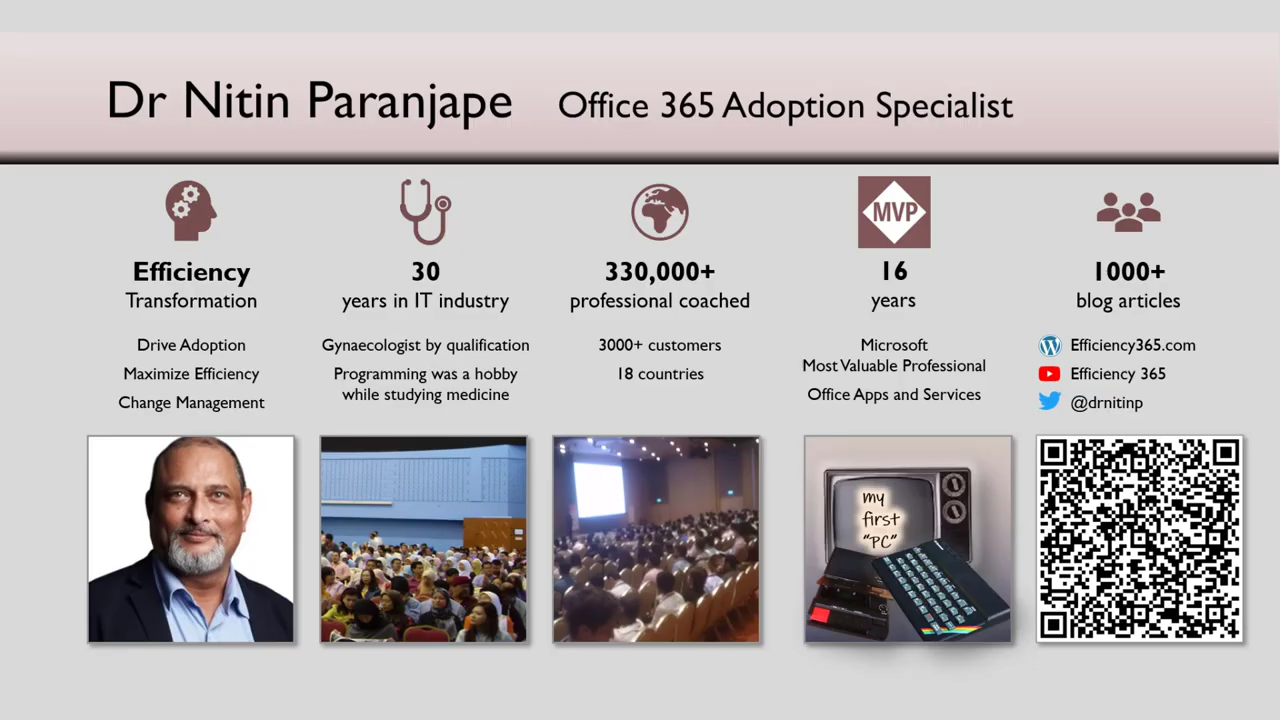 Dr Nitin Paranjape Office 365 Adoption Specialist
MVP
Efficiency
Transformation
Drive Adoption
Maximize Efficiency
Change Management
30
years in IT industry
Gynaecologist by qualification
Programming was a hobby
while studying medicine
330,000+
professional coached
3000+ customers
18 countries
16
years
Microsoft
Most Valuable Professional
Office Apps and Services
1000+
blog articles
Efficiency365.com
Efficiency 365
@drnitinp
my
first
"PC"